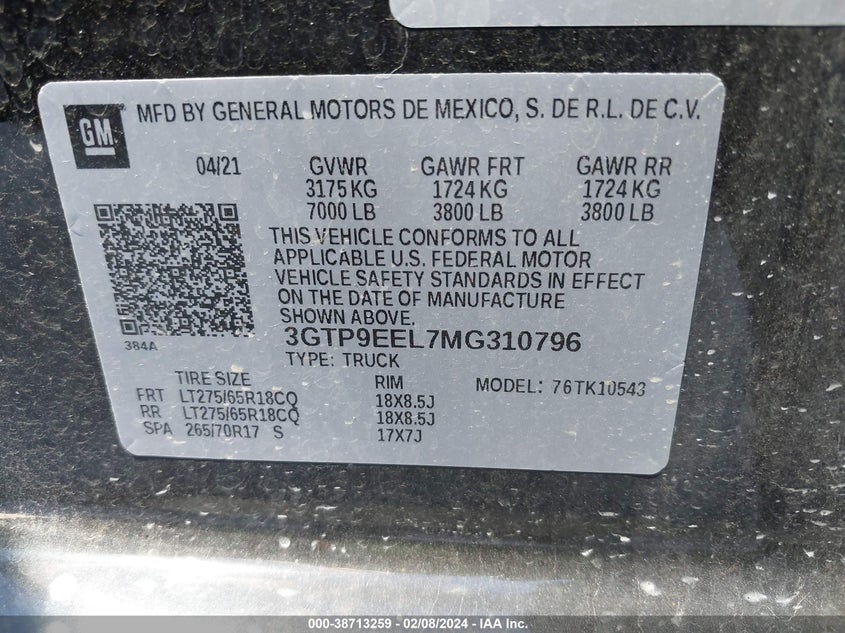 GM
MFD BY GENERAL MOTORS DE MEXICO, S. DE R.L. DE C.V.
04/21 GVWR GAWR FRT GAWR RR
3175 KG 1724 KG 1724 KG
7000 LB 3800 LB 3800 LB
THIS VEHICLE CONFORMS TO ALL
APPLICABLE U.S. FEDERAL MOTOR
VEHICLE SAFETY STANDARDS IN EFFECT
ON THE DATE OF MANUFACTURE
SHOWN ABOVE.
384A
3GTP9EEL7MG310796
TYPE: TRUCK
TIRE SIZE RIM MODEL: 76TK10543
FRT LT275/65R18CQ 18X8.5J
RR LT275/65R18CQ 18X8.5J
SPA 265/70R17 S 17X7J
000-38713259 - 02/08/2024 - IAA Inc.